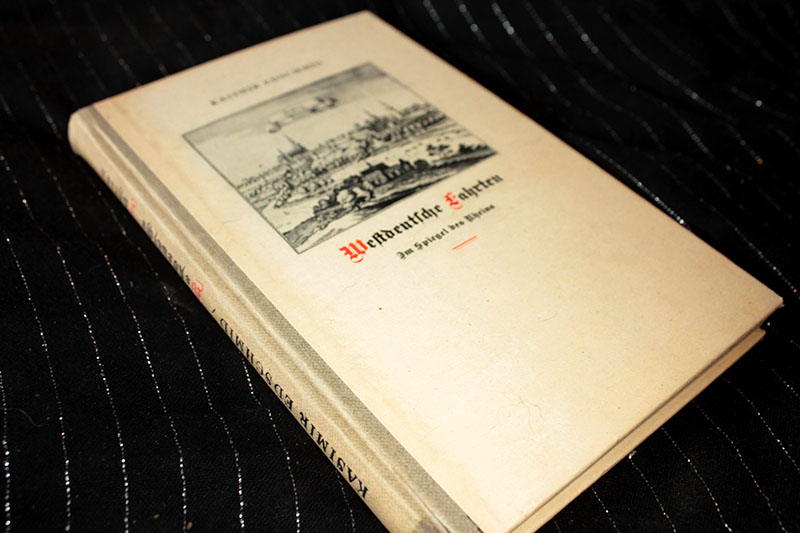 KASIMIR EDSCHMID
Westdeutsche Fahrten
Im Spiegel des Rheins
KASIMIR EDSCHMID